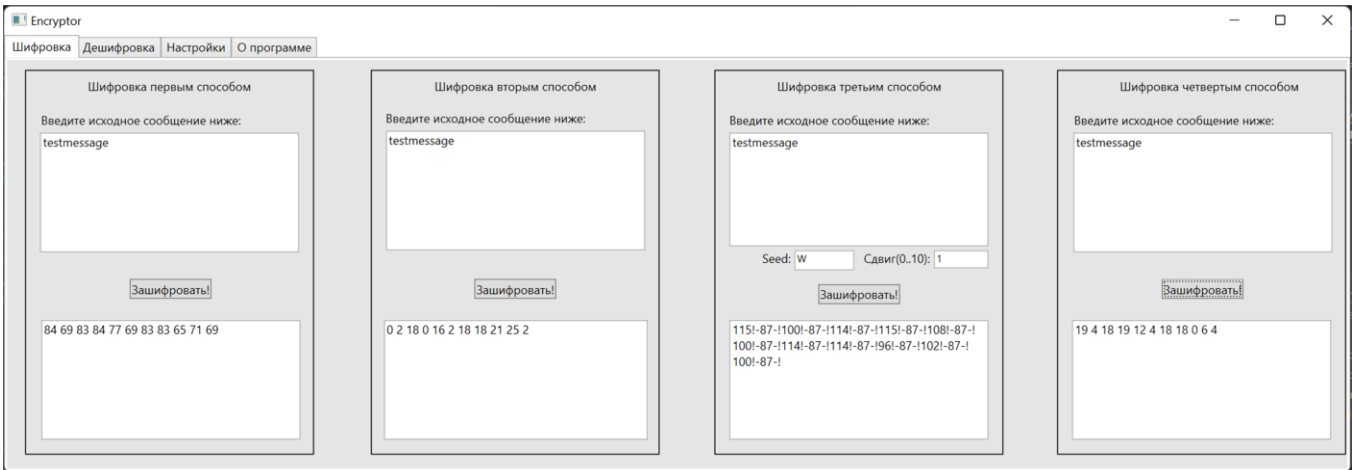 Encryptor
Шифровка Дешифровка Настройки О программе
Шифровка первым способом
Введите исходное сообщение ниже:
testmessage
Зашифровать!
84 69 83 84 77 69 83 83 65 71 69
Шифровка вторым способом
Введите исходное сообщение ниже:
testmessage
Зашифровать!
0 2 18 0 16 2 18 18 21 25 2
Шифровка третьим способом
Введите исходное сообщение ниже:
testmessage
Seed: W Сдвиг(0..10): 1
Зашифровать!
115!-87-!100!-87-!114!-87-!115!-87-!108!-87-!
100!-87-!114!-87-!114!-87-!96!-87-!102!-87-!
100!-87-!
Шифровка четвертым способом
Введите исходное сообщение ниже:
testmessage
Зашифровать!
19 4 18 19 12 4 18 18 0 6 4